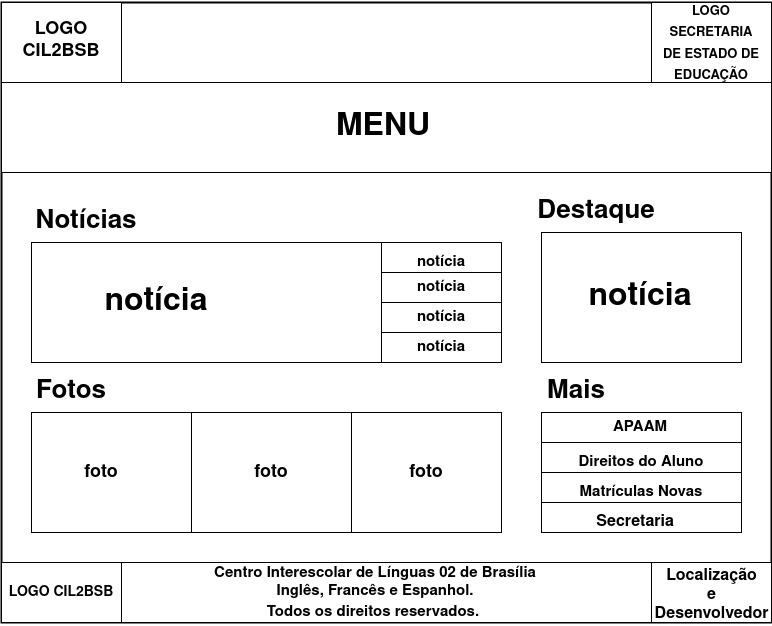 LOGO
CIL2BSB
LOGO
SECRETARIA
DE ESTADO DE
EDUCAÇÃO
MENU
Notícias
notícia
notícia
notícia
notícia
notícia
Destaque
notícia
Fotos
foto
foto
foto
Mais
APAAM
Direitos do Aluno
Matrículas Novas
Secretaria
LOGO CIL2BSB
Centro Interescolar de Línguas 02 de Brasília
Inglês, Francês e Espanhol.
Todos os direitos reservados.
Localização
e
Desenvolvedor